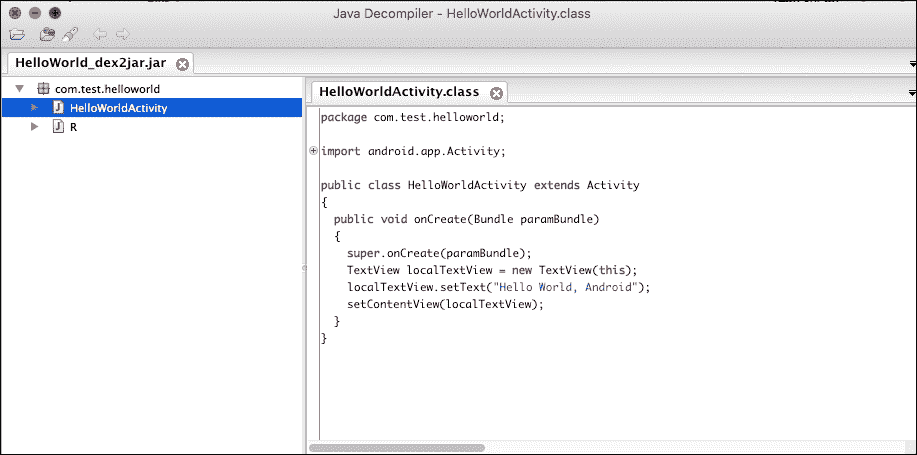 Java Decompiler - HelloWorldActivity.class
HelloWorld_dex2jar.jar
com.test.helloworld
HelloWorldActivity
R
HelloWorldActivity.class
package com.test.helloworld;
import android.app.Activity;
public class HelloWorldActivity extends Activity
{
public void onCreate(Bundle paramBundle)
{
super.onCreate(paramBundle);
TextView localTextView = new TextView(this);
localTextView.setText("Hello World, Android");
setContentView(localTextView);
}
}